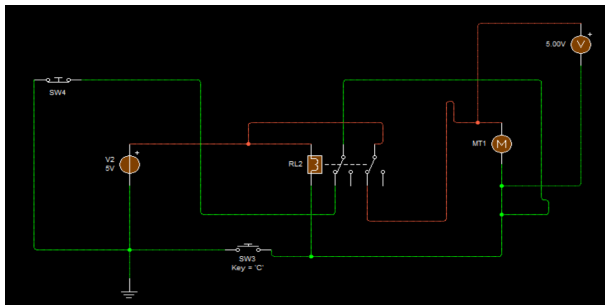 5.00V
V
+
SW4
V2
5V
+
RL2
MT1
M
SW3
Key = 'C'